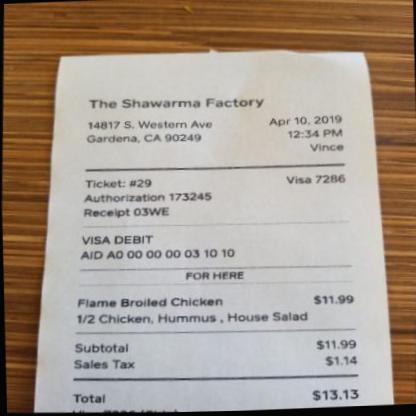 The Shawarma Factory
14817 S. Western Ave Apr 10, 2019
Gardena, CA 90249 12:34 PM
Vince
Ticket: #29 Visa 7286
Authorization 173245
Receipt 03WE
VISA DEBIT
AID A0 00 00 00 03 10 10
FOR HERE
Flame Broiled Chicken $11.99
1/2 Chicken, Hummus , House Salad
Subtotal $11.99
Sales Tax $1.14
Total $13.13